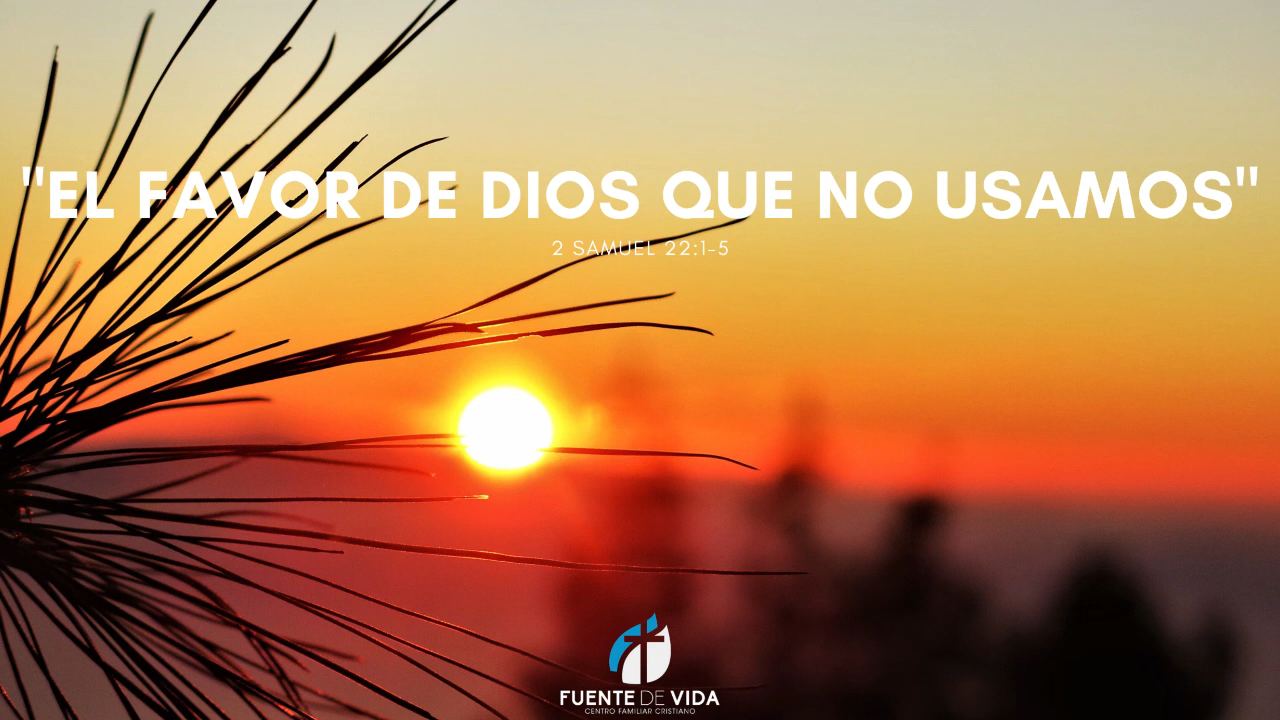 "EL FAVOR DE DIOS QUE NO USAMOS"
2 SAMUEL 22:1-5
FUENTE DE VIDA
CENTRO FAMILIAR CRISTIANO